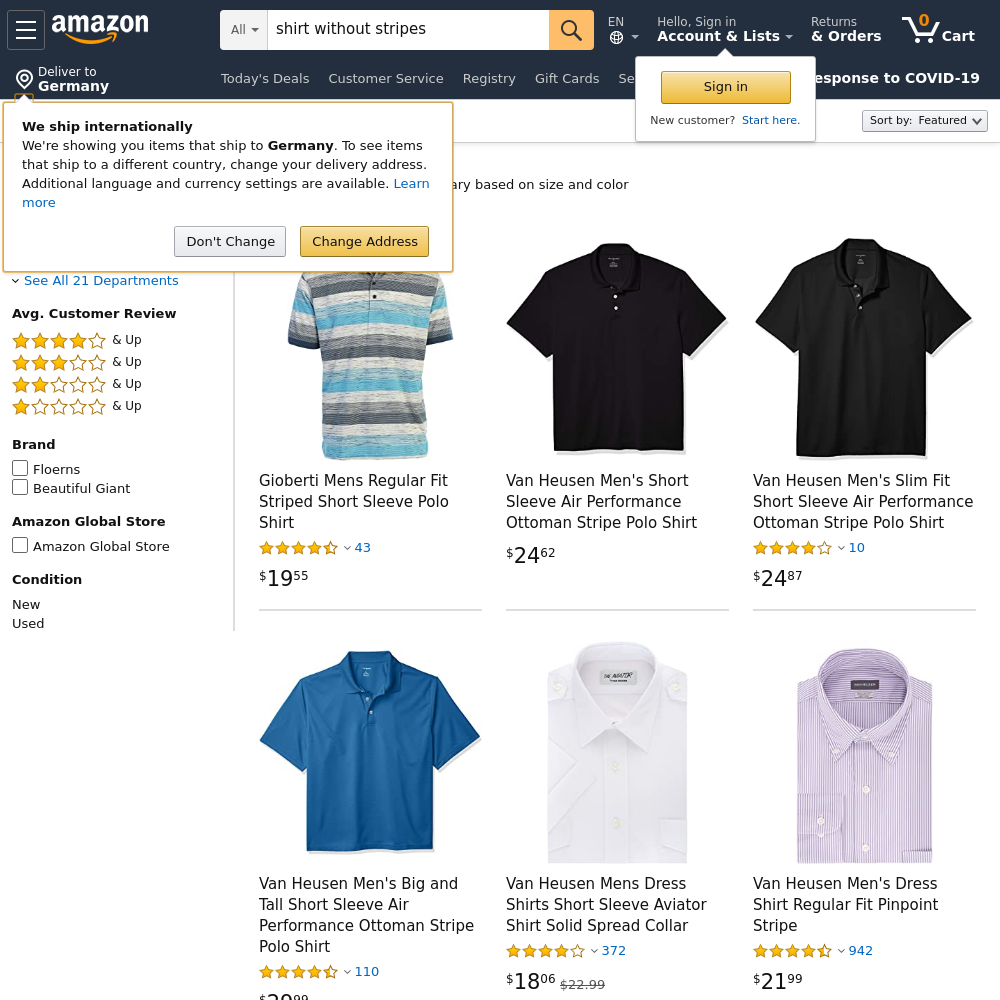 amazon
All
shirt without stripes
EN
Hello, Sign in
Account & Lists
Returns
& Orders
0
Cart
Deliver to
Germany
Today's Deals
Customer Service
Registry
Gift Cards
Se
esponse to COVID-19
Sign in
New customer? Start here.
Sort by: Featured
We ship internationally
We're showing you items that ship to Germany. To see items
that ship to a different country, change your delivery address.
Additional language and currency settings are available. Learn
more
Don't Change
Change Address
ary based on size and color
See All 21 Departments
Avg. Customer Review
& Up
& Up
& Up
& Up
Brand
Floerns
Beautiful Giant
Amazon Global Store
Amazon Global Store
Condition
New
Used
Gioberti Mens Regular Fit
Striped Short Sleeve Polo
Shirt
43
$1955
Van Heusen Men's Short
Sleeve Air Performance
Ottoman Stripe Polo Shirt
$2462
Van Heusen Men's Slim Fit
Short Sleeve Air Performance
Ottoman Stripe Polo Shirt
10
$2487
Van Heusen Men's Big and
Tall Short Sleeve Air
Performance Ottoman Stripe
Polo Shirt
110
Van Heusen Mens Dress
Shirts Short Sleeve Aviator
Shirt Solid Spread Collar
372
$1806 $22.99
Van Heusen Men's Dress
Shirt Regular Fit Pinpoint
Stripe
942
$2199